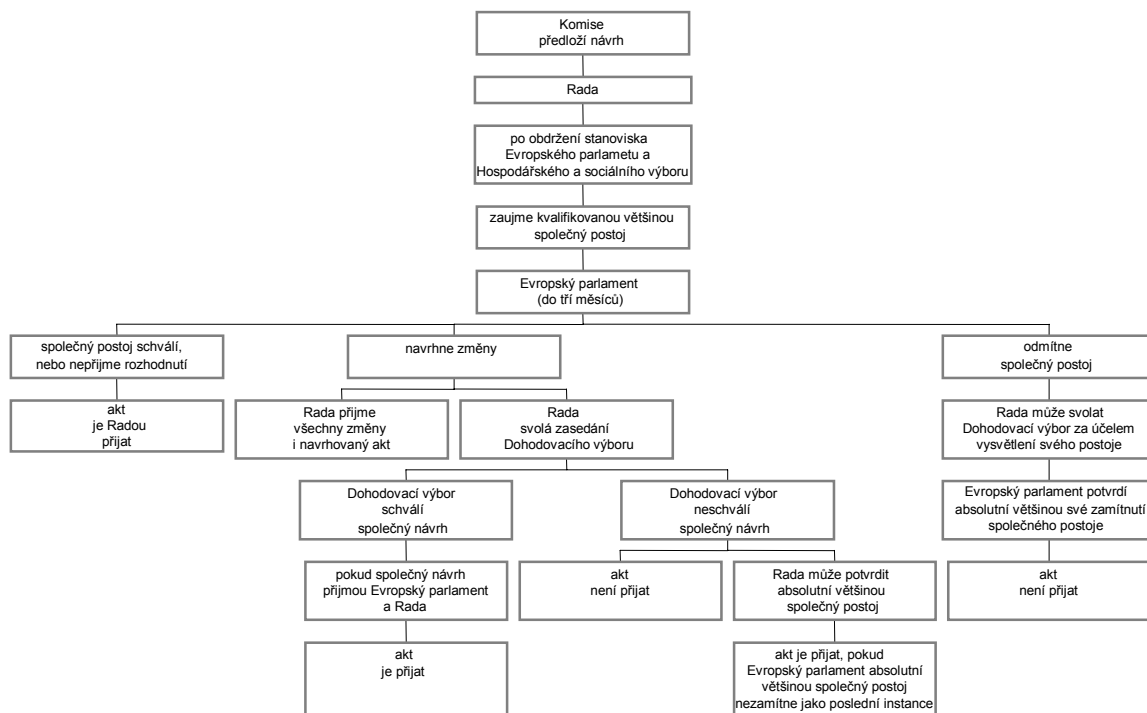 Komise
předloží návrh
Rada
po obdržení stanoviska
Evropského parlametu a
Hospodářského a sociálního výboru
zaujme kvalifikovanou většinou
společný postoj
Evropský parlament
(do tří měsíců)
společný postoj schválí,
nebo nepřijme rozhodnutí
navrhne změny
odmítne
společný postoj
akt
je Radou
přijat
Rada přijme
všechny změny
i navrhovaný akt
Rada
svolá zasedání
Dohodovacího výboru
Rada může svolat
Dohodovací výbor za účelem
vysvětlení svého postoje
Dohodovací výbor
schválí
společný návrh
Dohodovací výbor
neschválí
společný návrh
Evropský parlament potvrdí
absolutní většinou své zamítnutí
společného postoje
pokud společný návrh
přijmou Evropský parlament
a Rada
akt
není přijat
Rada může potvrdit
absolutní většinou
společný postoj
akt
není přijat
akt
je přijat
akt je přijat, pokud
Evropský parlament absolutní
většinou společný postoj
nezamítne jako poslední instance